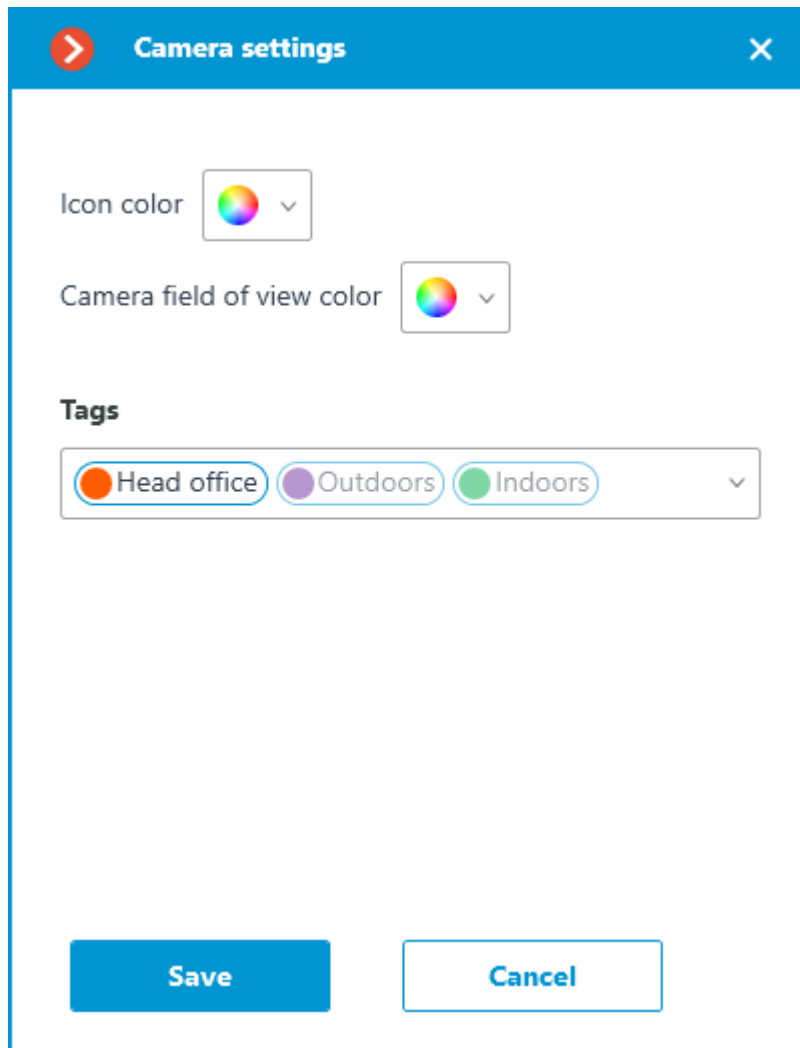 Camera settings
Icon color
Camera field of view color
Tags
Head office Outdoors Indoors
Save Cancel